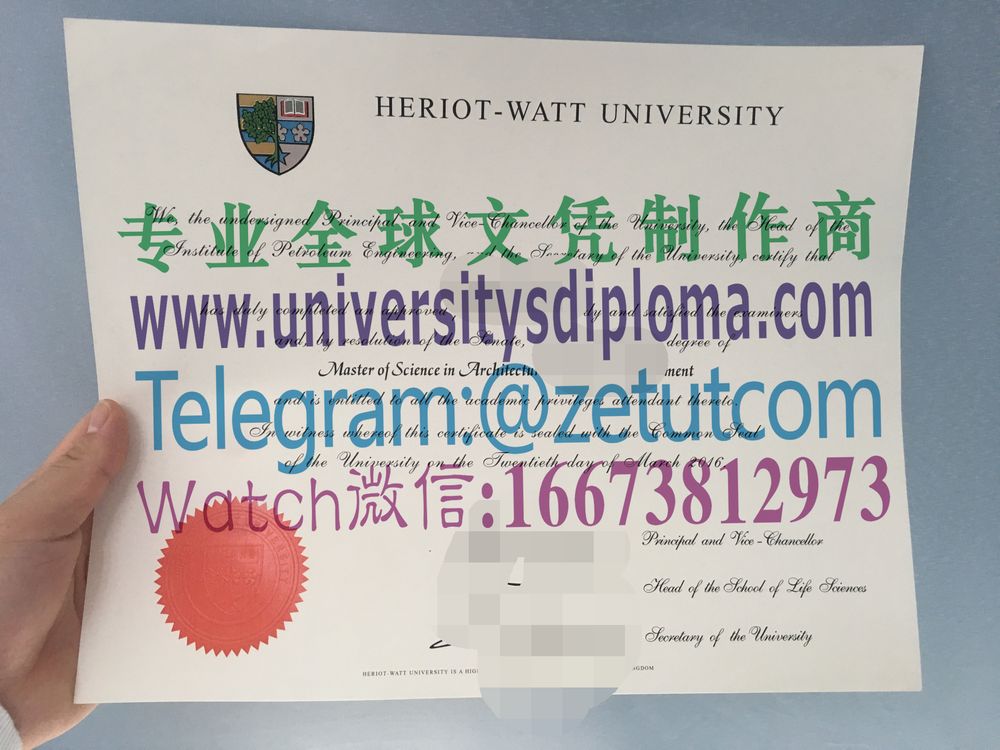 HERIOT-WATT UNIVERSITY
We, the undersigned Principal and Vice-Chancellor of the University, the Head of the
专业全球文凭制作商
Institute of Petroleum Engineering, and the Secretary of the University, certify that
www.universitysdiploma.com
has duly completed an approved dy and satisfied the examiners
and, by resolution of the Senate, degree of
Master of Science in Architectu ment
Telegram:@zetutcom
and is entitled to all the academic privileges attendant thereto.
In witness whereof this certificate is sealed with the Common Seal
of the University on the Twentieth day of March 2016.
Watch微信:16673812973
Principal and Vice-Chancellor
Head of the School of Life Sciences
Secretary of the University
HERIOT-WATT UNIVERSITY IS A HIG GDOM